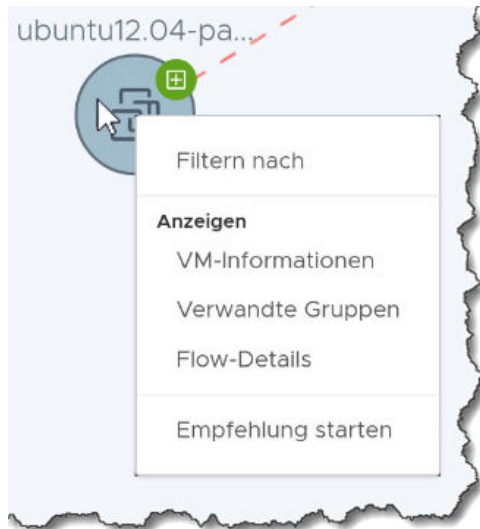 ubuntu12.04-pa...
Filtern nach
Anzeigen
VM-Informationen
Verwandte Gruppen
Flow-Details
Empfehlung starten